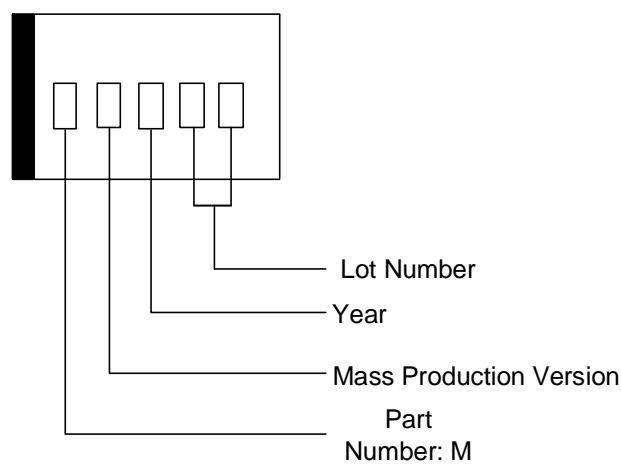 Lot Number
Year
Mass Production Version
Part
Number: M